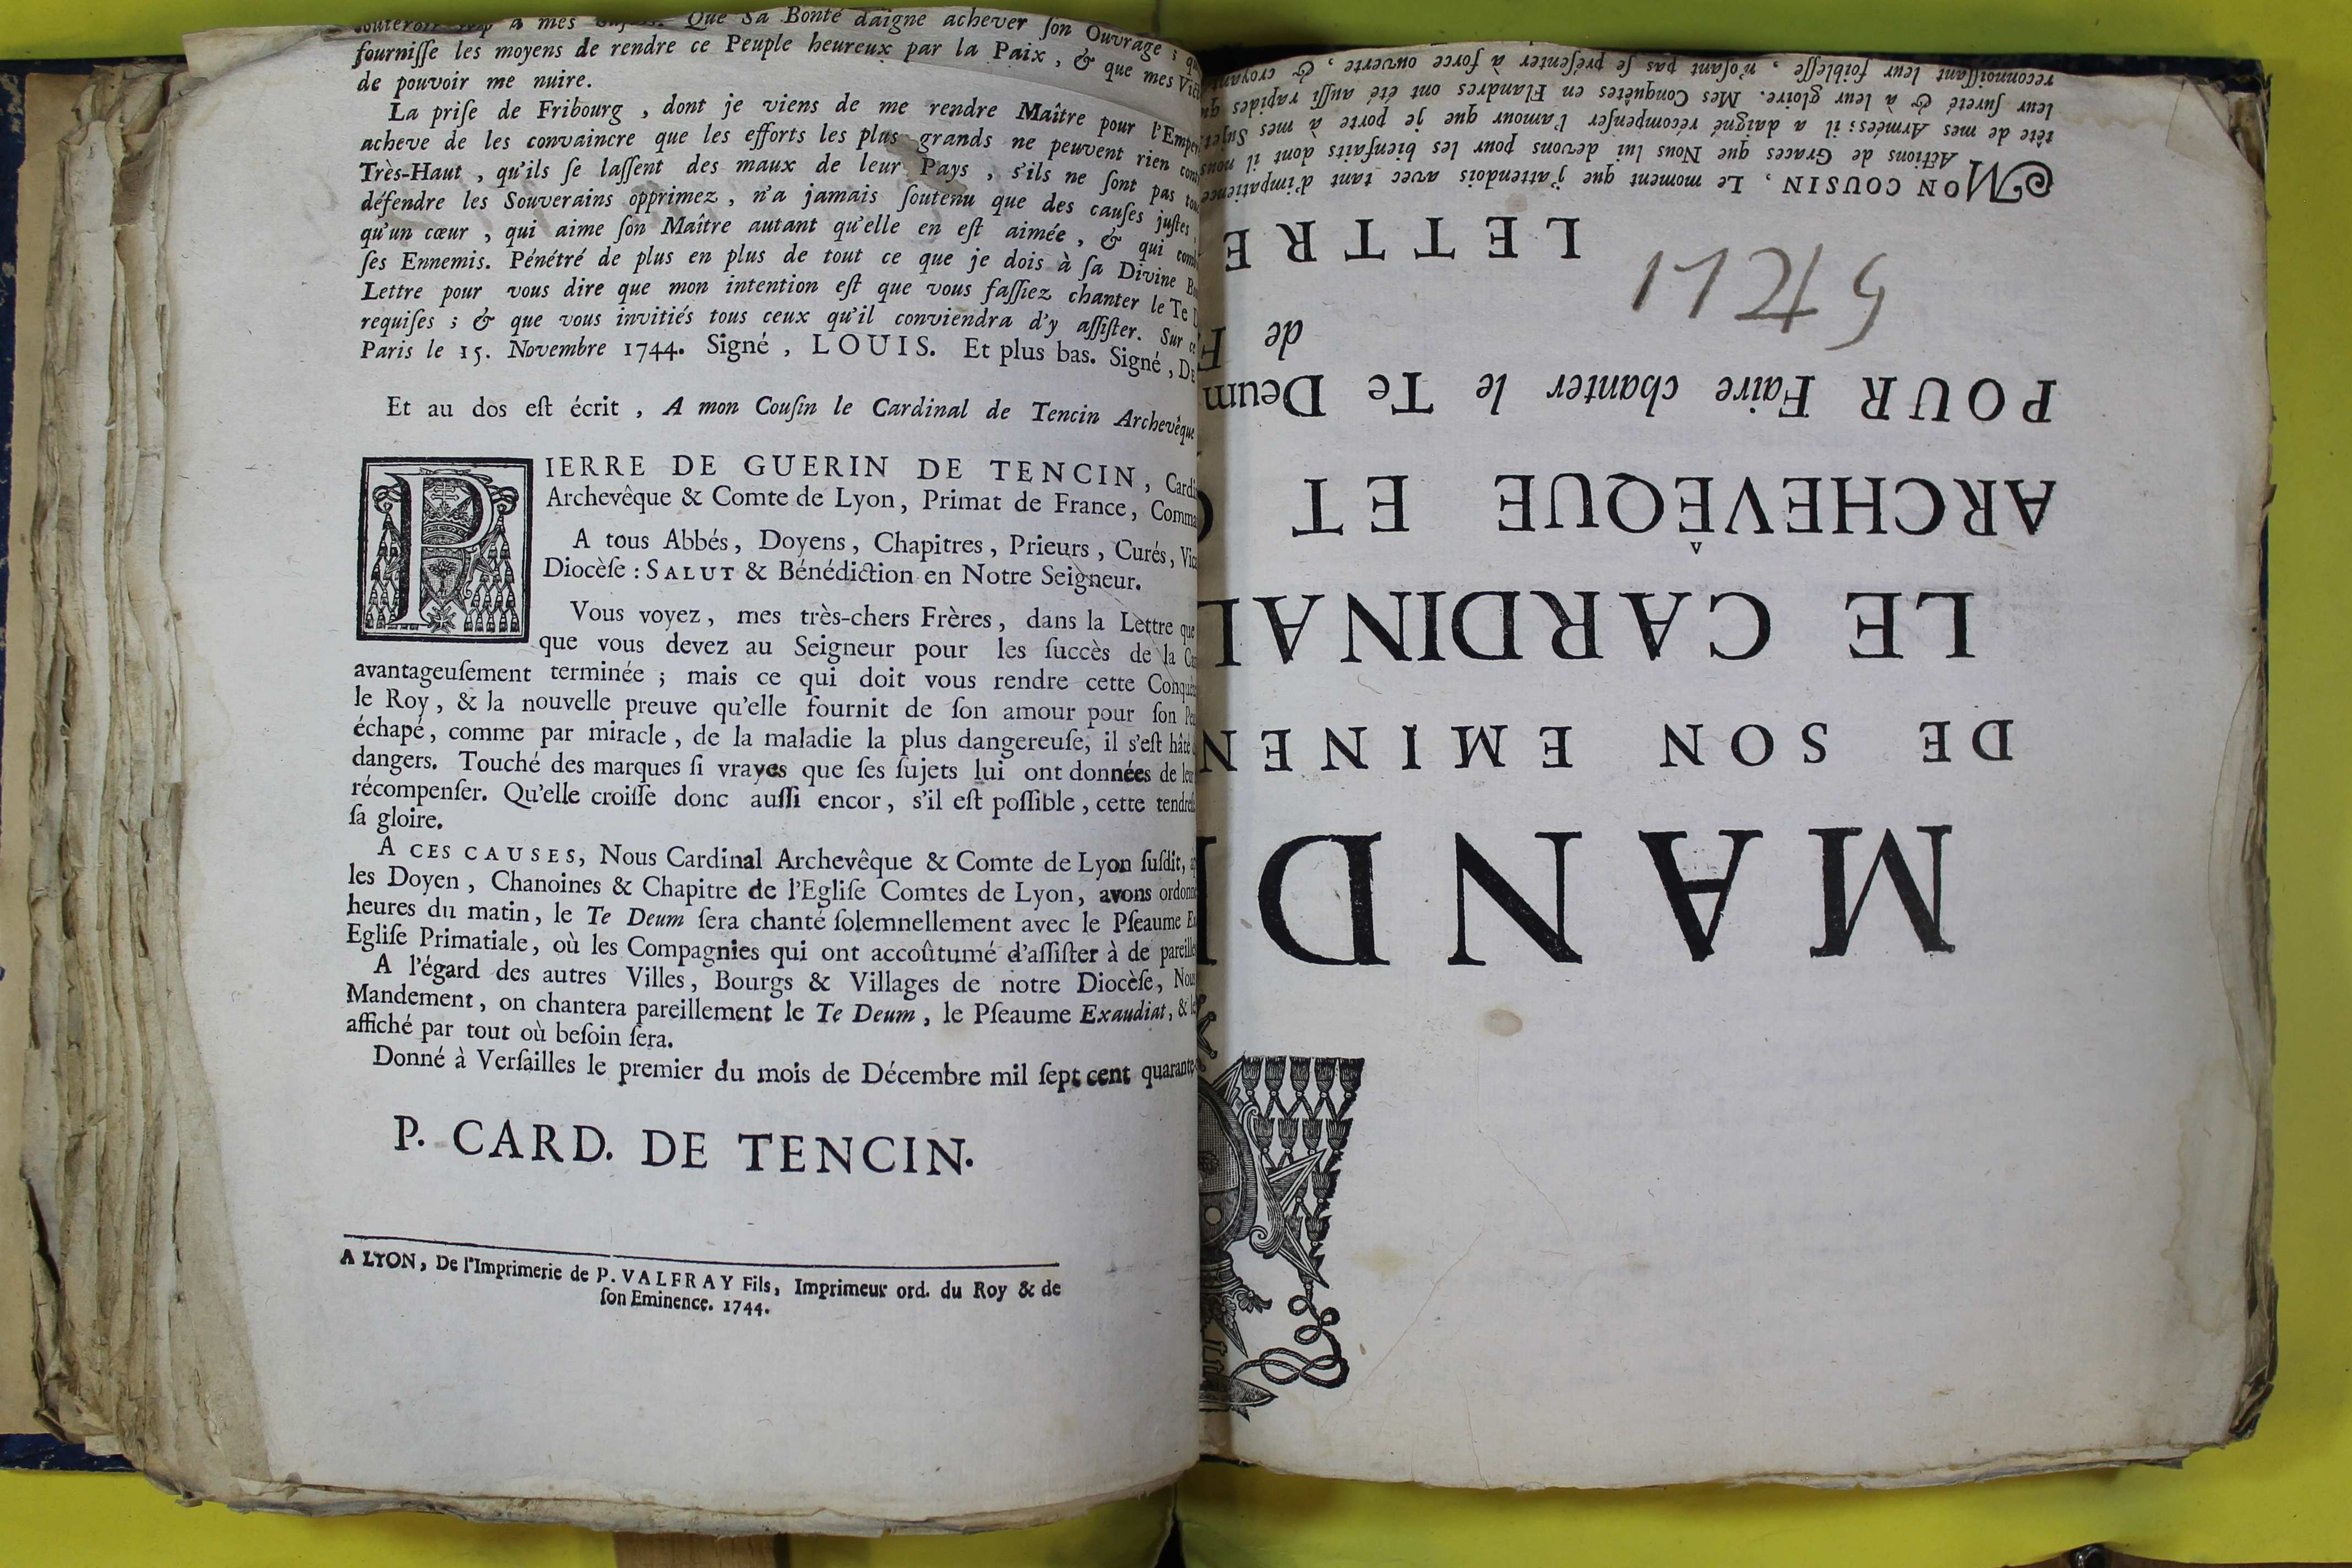 à mes Que Sa Bonté daigne achever ſon Ouvrage ;
fourniſſe les moyens de rendre ce Peuple heureux par la Paix, & que mes
de pouvoir me nuire.
La priſe de Fribourg, dont je viens de me rendre Maître pour
acheve de les convaincre que les efforts les plus grands ne peuvent rien
Très-Haut, qu'ils ſe laſſent des maux de leur Pays, s'ils ne ſont pas
défendre les Souverains opprimez, n'a jamais ſoutenu que des cauſes juſtes,
qu'un cœur, qui aime ſon Maître autant qu'elle en eſt aimée, & qui
ſes Ennemis. Pénétré de plus en plus de tout ce que je dois à ſa Divine
Lettre pour vous dire que mon intention eſt que vous faſſiez chanter le Te
requiſes ; & que vous invitiés tous ceux qu'il conviendra d'y aſſiſter. Sur
Paris le 15. Novembre 1744. Signé, LOUIS. Et plus bas. Signé, DE
Et au dos eſt écrit, A mon Couſin le Cardinal de Tencin Archevêque
PIERRE DE GUERIN DE TENCIN,
Archevêque & Comte de Lyon, Primat de France,
A tous Abbés, Doyens, Chapitres, Prieurs, Curés,
Diocèſe : SALUT & Bénédiction en Notre Seigneur.
Vous voyez, mes très-chers Frères, dans la Lettre que
que vous devez au Seigneur pour les ſuccès de la
avantageuſement terminée ; mais ce qui doit vous rendre cette
le Roy, & la nouvelle preuve qu'elle fournit de ſon amour pour ſon
échapé, comme par miracle, de la maladie la plus dangereuſe, il s'eſt hâté
dangers. Touché des marques ſi vrayes que ſes ſujets lui ont données de
récompenſer. Qu'elle croiſſe donc auſſi encor, s'il eſt poſſible, cette
ſa gloire.
A CES CAUSES, Nous Cardinal Archevêque & Comte de Lyon ſuſdit,
les Doyen, Chanoines & Chapitre de l'Egliſe Comtes de Lyon, avons
heures du matin, le Te Deum ſera chanté ſolemnellement avec le Pſeaume
Egliſe Primatiale, où les Compagnies qui ont accoûtumé d'aſſiſter à de
A l'égard des autres Villes, Bourgs & Villages de notre Diocèſe,
Mandement, on chantera pareillement le Te Deum, le Pſeaume Exaudiat, &
affiché par tout où beſoin ſera.
Donné à Verſailles le premier du mois de Décembre mil ſept cent quarante
P. CARD. DE TENCIN.
A LYON, De l'Imprimerie de P. VALFRAY Fils, Imprimeur ord. du Roy & de
ſon Eminence. 1744.
MAND
DE SON EMINEN
LE CARDINAL
ARCHEVÊQUE ET
POUR Faire chanter le Te Deum
de
LETTRE
MON COUSIN, Le moment que j'attendois avec tant d'impatience
Actions de Graces que Nous lui devons pour les bienfaits dont il nous
tête de mes Armées : il a daigné récompenſer l'amour que je porte à mes
leur ſureté & à leur gloire. Mes Conquêtes en Flandres ont été auſſi rapides
reconnoiſſant leur foibleſſe, n'oſant pas ſe préſenter à force ouverte, &